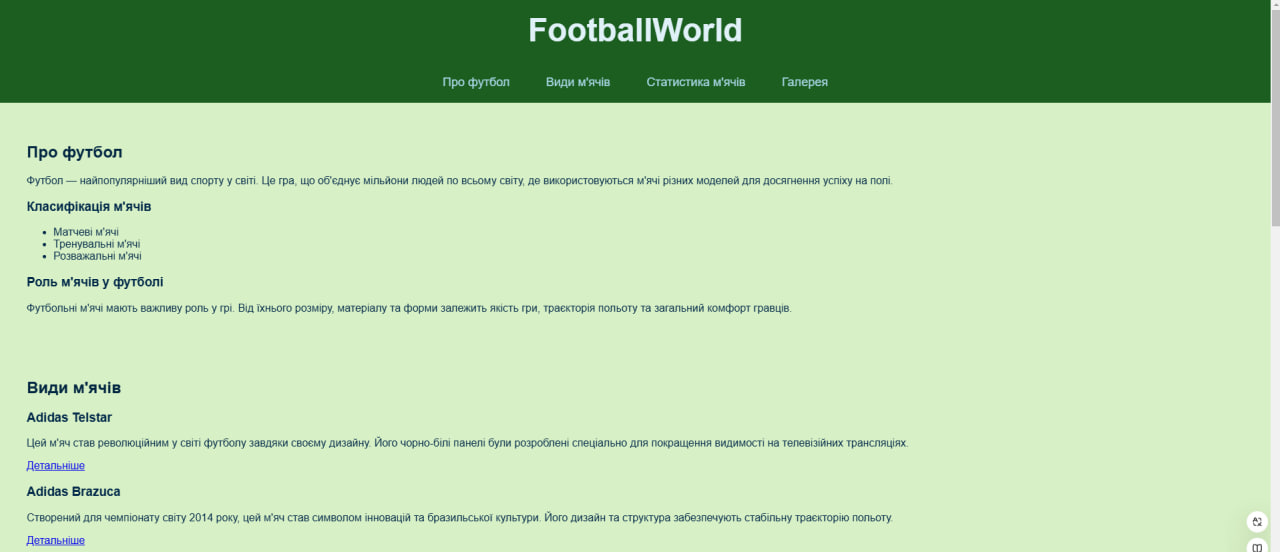 FootballWorld
Про футбол Види м'ячів Статистика м'ячів Галерея
Про футбол
Футбол — найпопулярніший вид спорту у світі. Це гра, що об'єднує мільйони людей по всьому світу, де використовуються м'ячі різних моделей для досягнення успіху на полі.
Класифікація м'ячів
Матчеві м'ячі
Тренувальні м'ячі
Розважальні м'ячі
Роль м'ячів у футболі
Футбольні м'ячі мають важливу роль у грі. Від їхнього розміру, матеріалу та форми залежить якість гри, траєкторія польоту та загальний комфорт гравців.
Види м'ячів
Adidas Telstar
Цей м'яч став революційним у світі футболу завдяки своєму дизайну. Його чорно-білі панелі були розроблені спеціально для покращення видимості на телевізійних трансляціях.
Детальніше
Adidas Brazuca
Створений для чемпіонату світу 2014 року, цей м'яч став символом інновацій та бразильської культури. Його дизайн та структура забезпечують стабільну траєкторію польоту.
Детальніше